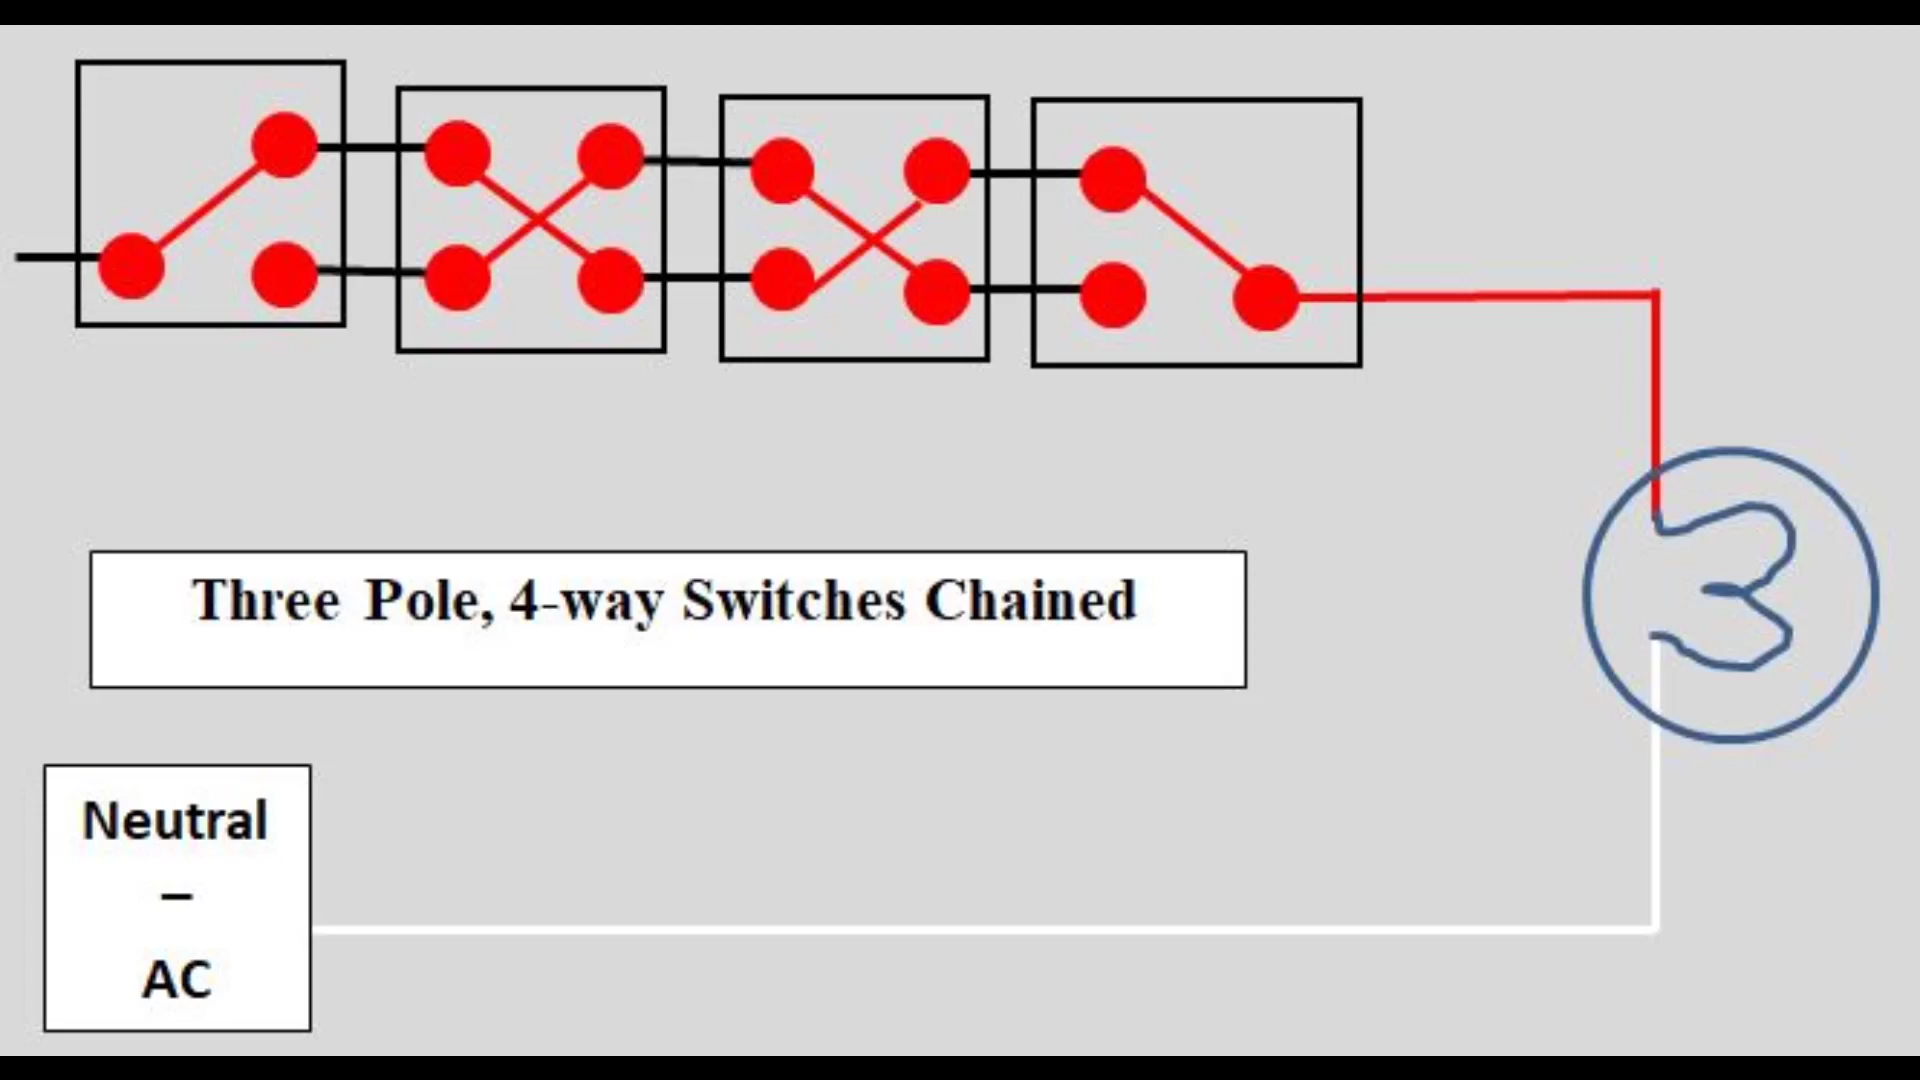 Three Pole, 4-way Switches Chained
Neutral
–
AC